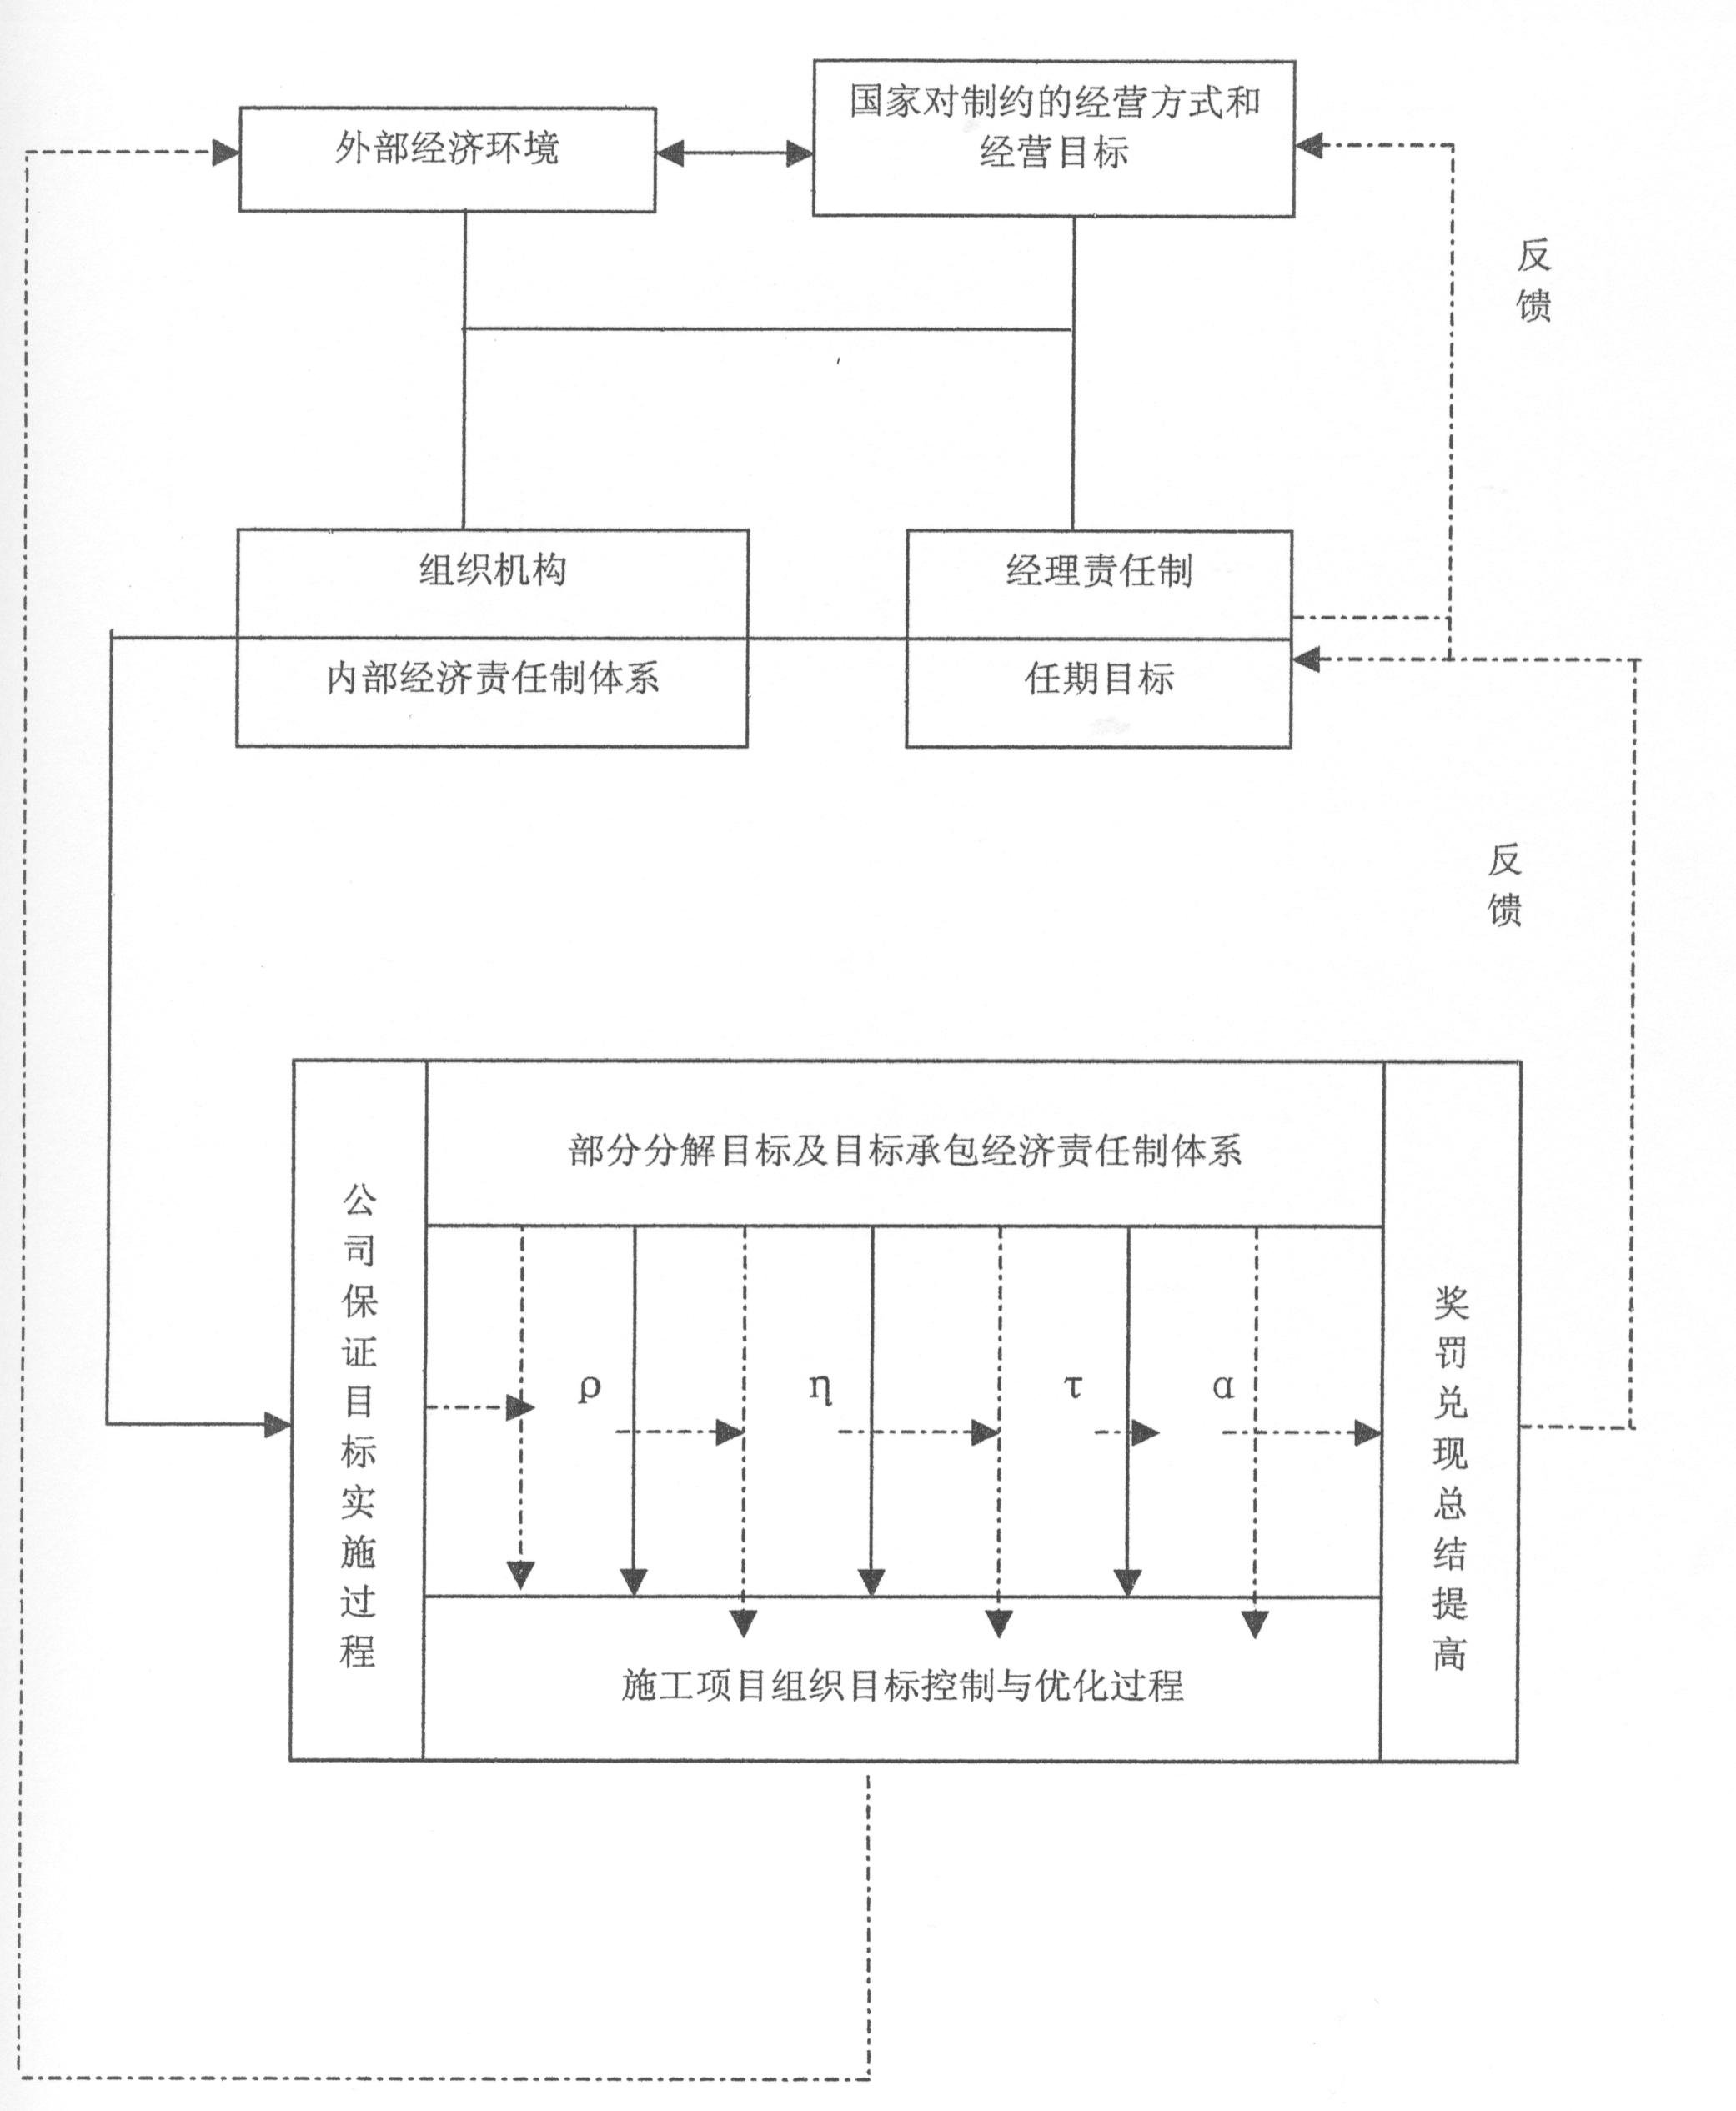 外部经济环境
国家对制约的经营方式和
经营目标
反馈
组织机构
经理责任制
内部经济责任制体系
任期目标
反馈
部分分解目标及目标承包经济责任制体系
公司保证目标实施过程
ρ
η
τ
α
奖罚兑现总结提高
施工项目组织目标控制与优化过程